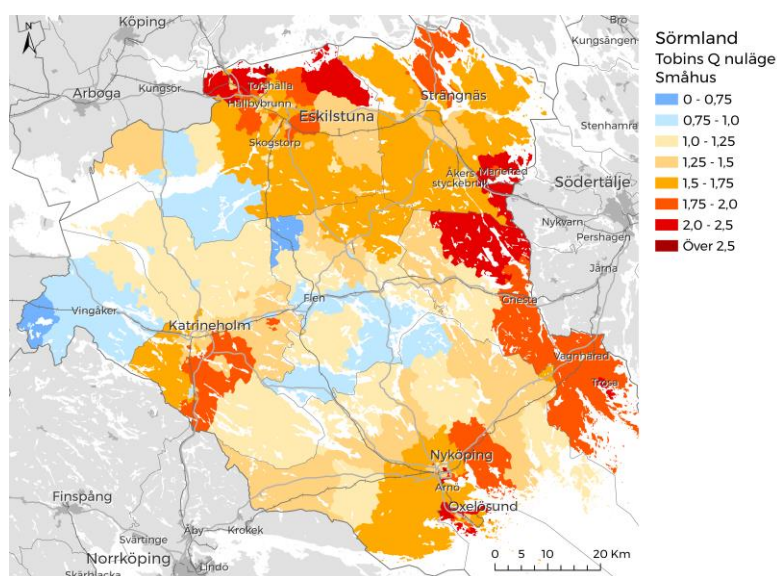 Köping
N
Bro
Kungsängen
Arboga
Kungsör
Torshälla
Hällbybrunn
Eskilstuna
Strängnäs
Stenhamra
Skogstorp
Åkers
styckebruk
Mariefred
Södertälje
Nykvarn
Pershagen
Järna
Vingåker
Flen
Gnesta
Katrineholm
Vagnhärad
Trosa
Nyköping
Arnö
Oxelösund
Finspång
Svärtinge
Åby
Krokek
Norrköping
Lindö
Skärblacka
0 5 10 20 Km
Sörmland
Tobins Q nuläge
Småhus
0 - 0,75
0,75 - 1,0
1,0 - 1,25
1,25 - 1,5
1,5 - 1,75
1,75 - 2,0
2,0 - 2,5
Över 2,5